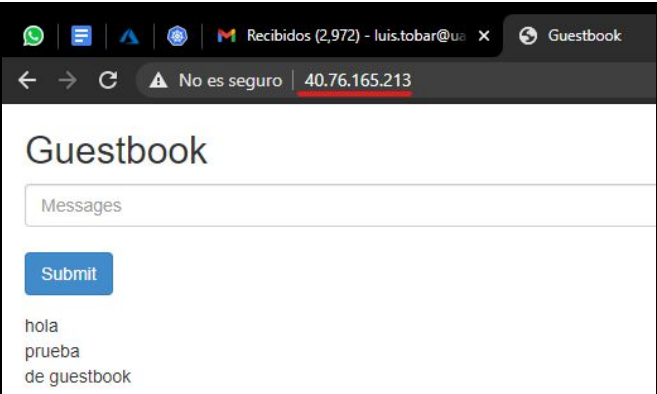 Recibidos (2,972) - luis.tobar@ua
Guestbook
No es seguro
40.76.165.213
Guestbook
Messages
Submit
hola
prueba
de guestbook